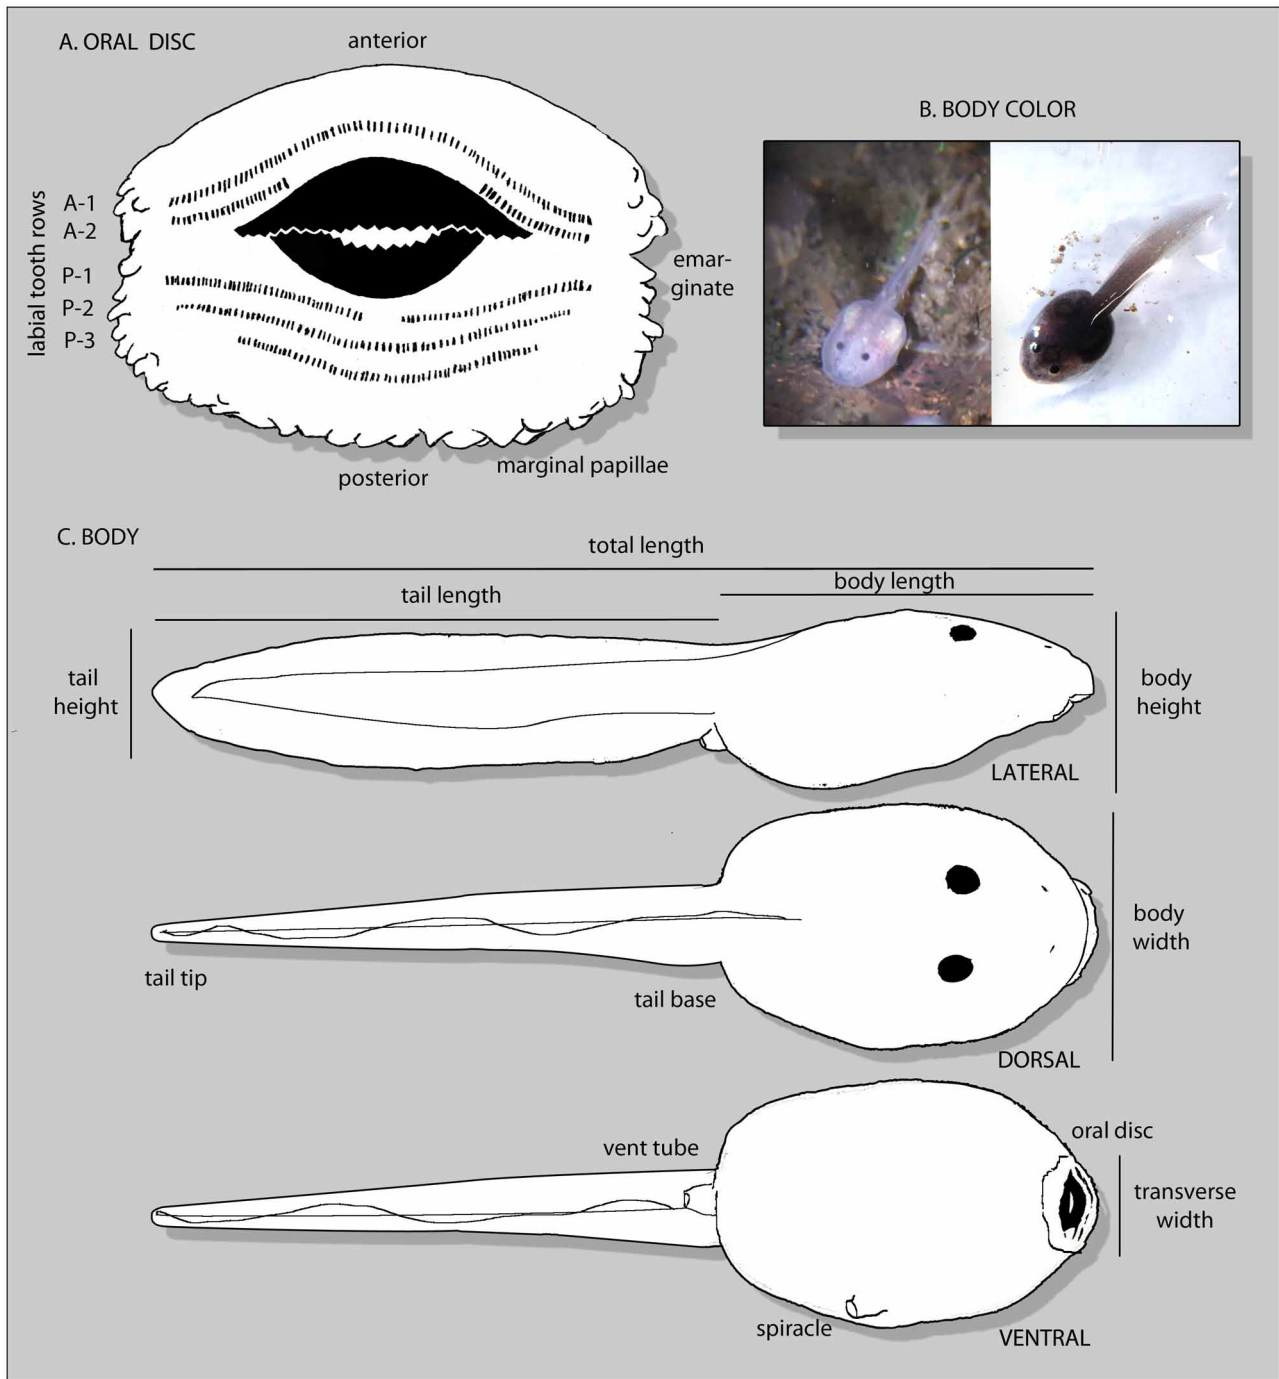 A. ORAL DISC
anterior
labial tooth rows
A-1
A-2
P-1
P-2
P-3
emar-
ginate
posterior
marginal papillae
B. BODY COLOR
C. BODY
total length
body length
tail length
tail
height
body
height
LATERAL
body
width
tail tip
tail base
DORSAL
vent tube
oral disc
transverse
width
spiracle
VENTRAL